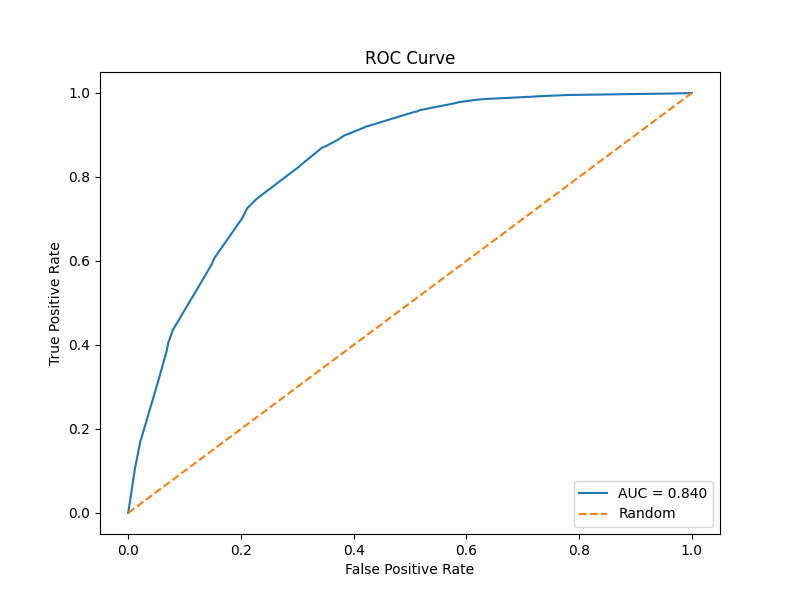 ROC Curve
1.0
0.8
0.6
0.4
0.2
0.0
True Positive Rate
AUC = 0.840
Random
0.0 0.2 0.4 0.6 0.8 1.0
False Positive Rate